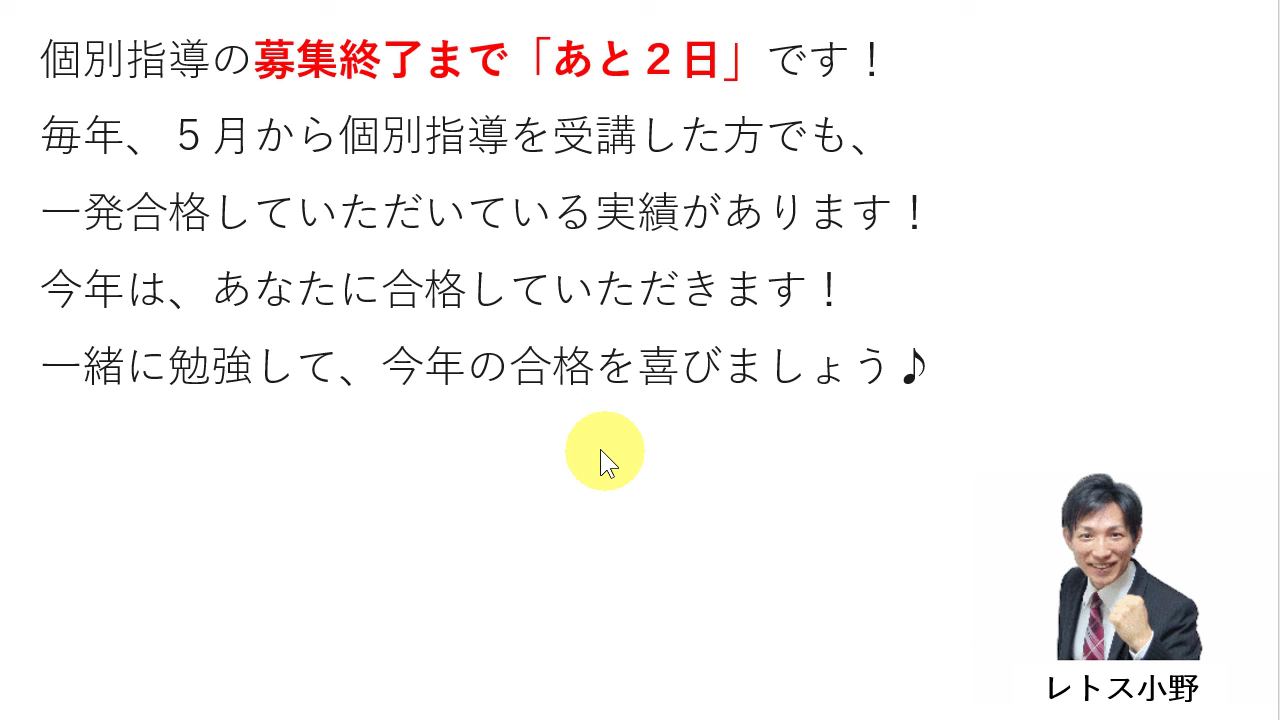 個別指導の募集終了まで「あと２日」です！
毎年、５月から個別指導を受講した方でも、
一発合格していただいている実績があります！
今年は、あなたに合格していただきます！
一緒に勉強して、今年の合格を喜びましょう♪
レトス小野